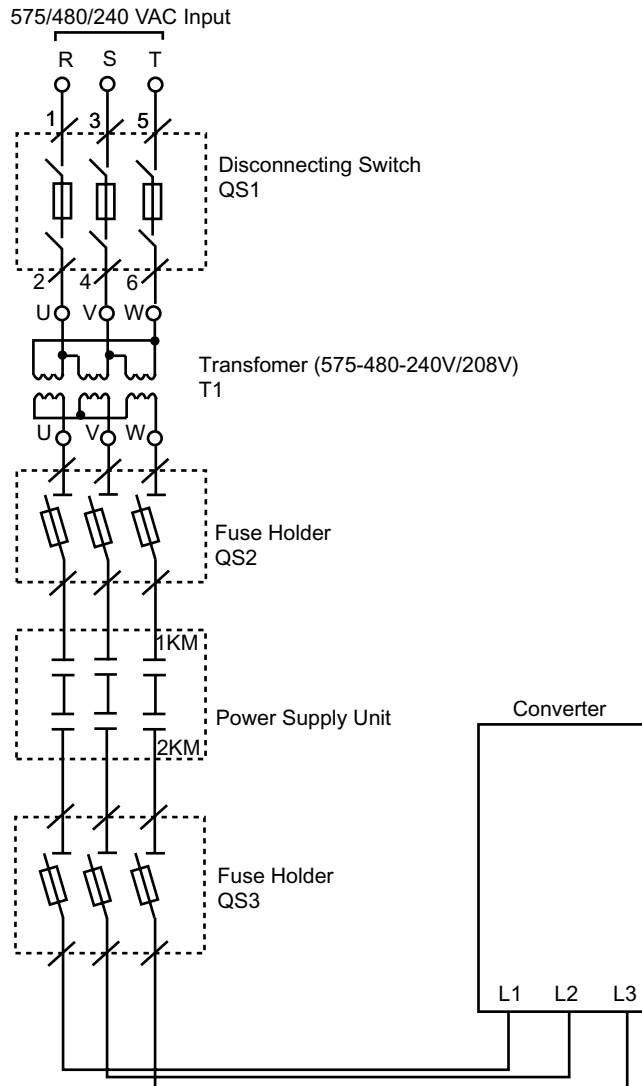 575/480/240 VAC Input
R S T
1 3 5
Disconnecting Switch
QS1
2 4 6
U V W
Transfomer (575-480-240V/208V)
T1
U V W
Fuse Holder
QS2
1KM
Power Supply Unit
2KM
Converter
Fuse Holder
QS3
L1 L2 L3